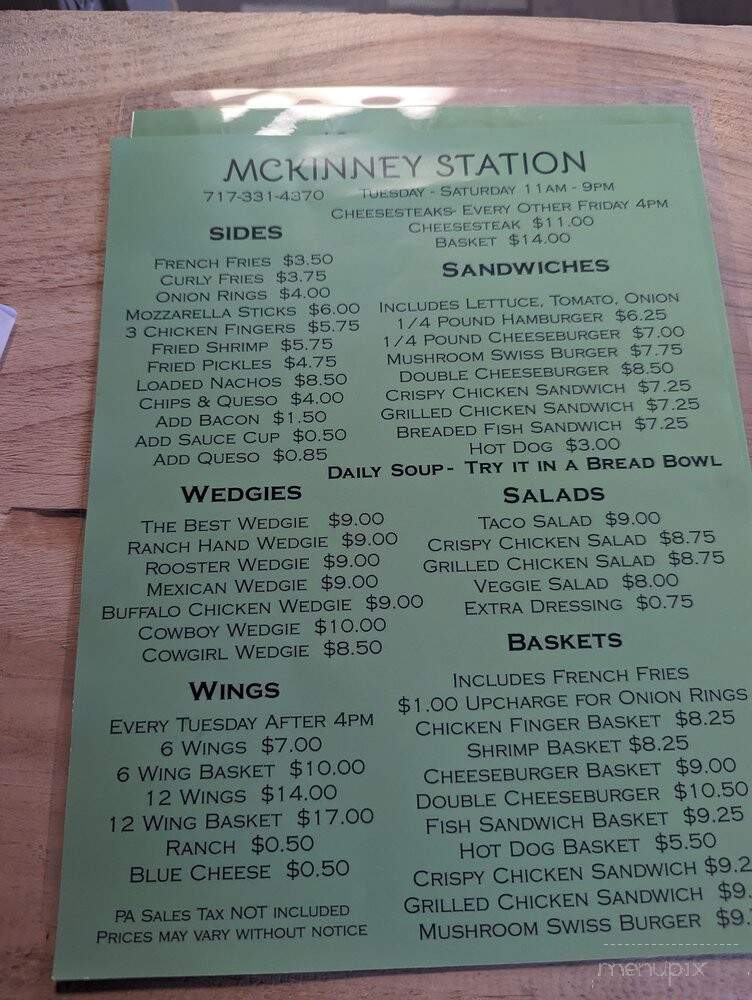 MCKINNEY STATION
717-331-4370 TUESDAY - SATURDAY 11AM - 9PM
CHEESESTEAKS- EVERY OTHER FRIDAY 4PM
CHEESESTEAK $11.00
BASKET $14.00
SIDES
FRENCH FRIES $3.50
CURLY FRIES $3.75
ONION RINGS $4.00
MOZZARELLA STICKS $6.00
3 CHICKEN FINGERS $5.75
FRIED SHRIMP $5.75
FRIED PICKLES $4.75
LOADED NACHOS $8.50
CHIPS & QUESO $4.00
ADD BACON $1.50
ADD SAUCE CUP $0.50
ADD QUESO $0.85
SANDWICHES
INCLUDES LETTUCE, TOMATO, ONION
1/4 POUND HAMBURGER $6.25
1/4 POUND CHEESEBURGER $7.00
MUSHROOM SWISS BURGER $7.75
DOUBLE CHEESEBURGER $8.50
CRISPY CHICKEN SANDWICH $7.25
GRILLED CHICKEN SANDWICH $7.25
BREADED FISH SANDWICH $7.25
HOT DOG $3.00
DAILY SOUP- TRY IT IN A BREAD BOWL
WEDGIES
THE BEST WEDGIE $9.00
RANCH HAND WEDGIE $9.00
ROOSTER WEDGIE $9.00
MEXICAN WEDGIE $9.00
BUFFALO CHICKEN WEDGIE $9.00
COWBOY WEDGIE $10.00
COWGIRL WEDGIE $8.50
SALADS
TACO SALAD $9.00
CRISPY CHICKEN SALAD $8.75
GRILLED CHICKEN SALAD $8.75
VEGGIE SALAD $8.00
EXTRA DRESSING $0.75
WINGS
EVERY TUESDAY AFTER 4PM
6 WINGS $7.00
6 WING BASKET $10.00
12 WINGS $14.00
12 WING BASKET $17.00
RANCH $0.50
BLUE CHEESE $0.50
PA SALES TAX NOT INCLUDED
PRICES MAY VARY WITHOUT NOTICE
BASKETS
INCLUDES FRENCH FRIES
$1.00 UPCHARGE FOR ONION RINGS
CHICKEN FINGER BASKET $8.25
SHRIMP BASKET $8.25
CHEESEBURGER BASKET $9.00
DOUBLE CHEESEBURGER $10.50
FISH SANDWICH BASKET $9.25
HOT DOG BASKET $5.50
CRISPY CHICKEN SANDWICH $9.2
GRILLED CHICKEN SANDWICH $9.
MUSHROOM SWISS BURGER $9.
menupix